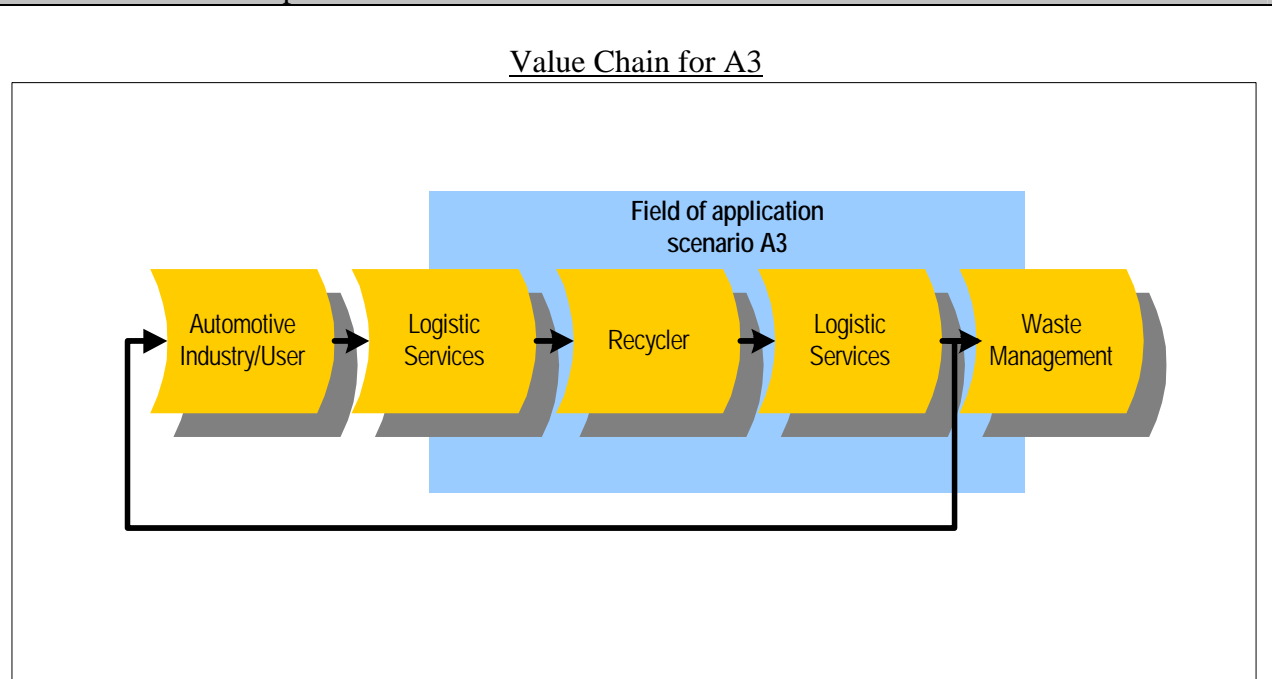 Value Chain for A3
Field of application
scenario A3
Automotive
Industry/User
Logistic
Services
Recycler
Logistic
Services
Waste
Management